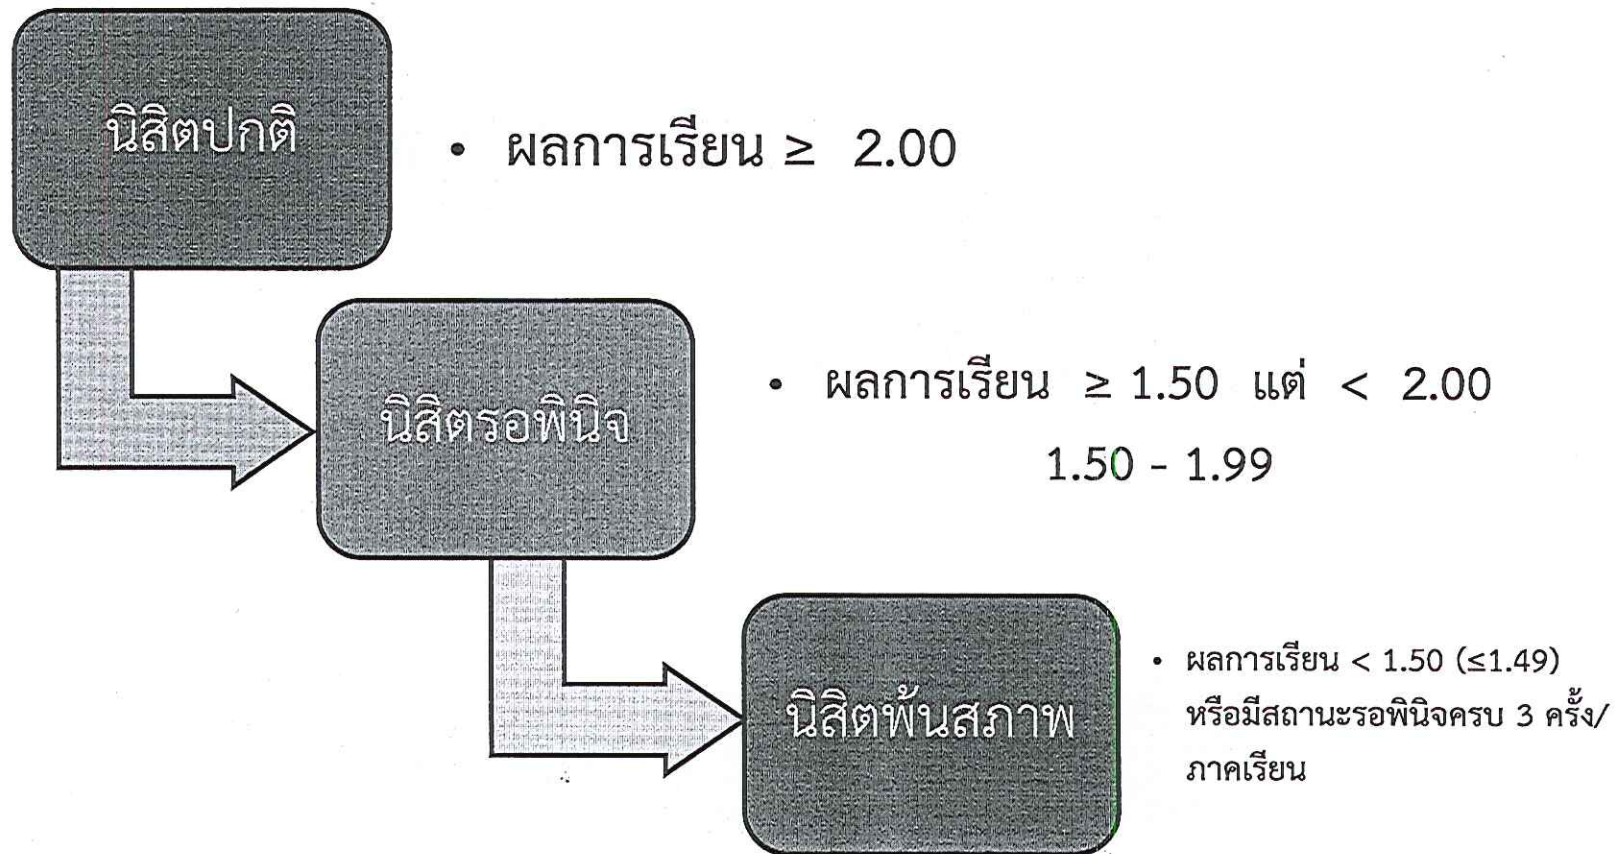 นิสิตปกติ
• ผลการเรียน ≥ 2.00
นิสิตรอพินิจ
• ผลการเรียน ≥ 1.50 แต่ < 2.00
1.50 - 1.99
นิสิตพ้นสภาพ
• ผลการเรียน < 1.50 (≤1.49)
หรือมีสถานะรอพินิจครบ 3 ครั้ง/
ภาคเรียน